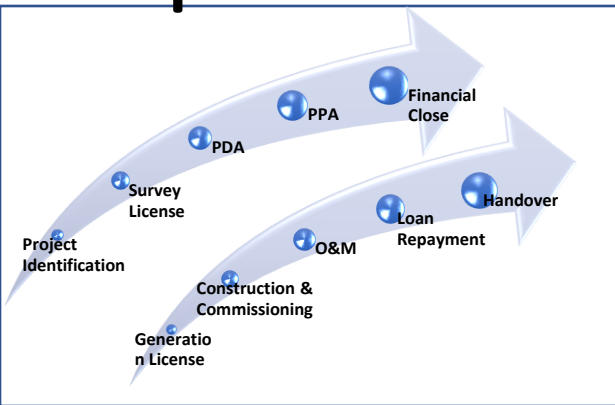 Project
Identification
Survey
License
PDA
PPA
Financial
Close
Generatio
n License
Construction &
Commissioning
O&M
Loan
Repayment
Handover